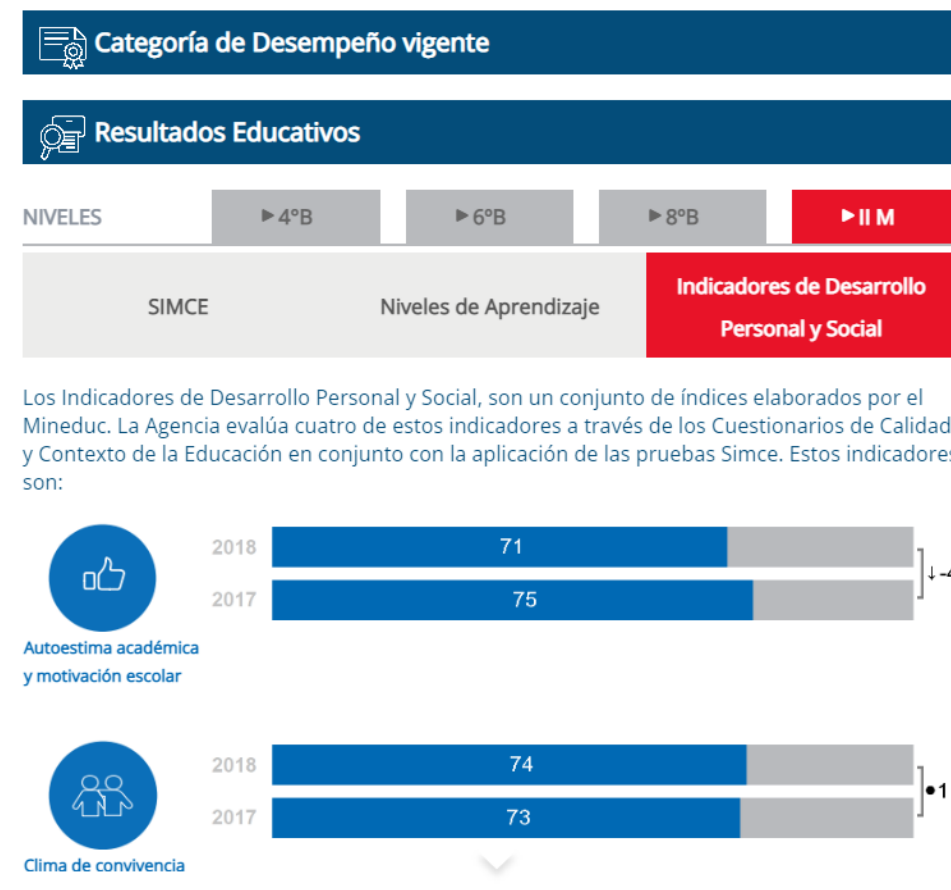 Categoría de Desempeño vigente
Resultados Educativos
NIVELES ▶4ºB ▶6ºB ▶8ºB ▶II M
SIMCE Niveles de Aprendizaje Indicadores de Desarrollo
Personal y Social
Los Indicadores de Desarrollo Personal y Social, son un conjunto de índices elaborados por el
Mineduc. La Agencia evalúa cuatro de estos indicadores a través de los Cuestionarios de Calidad
y Contexto de la Educación en conjunto con la aplicación de las pruebas Simce. Estos indicadores
son:
2018 71
↓-4
2017 75
Autoestima académica
y motivación escolar
2018 74
●1
2017 73
Clima de convivencia